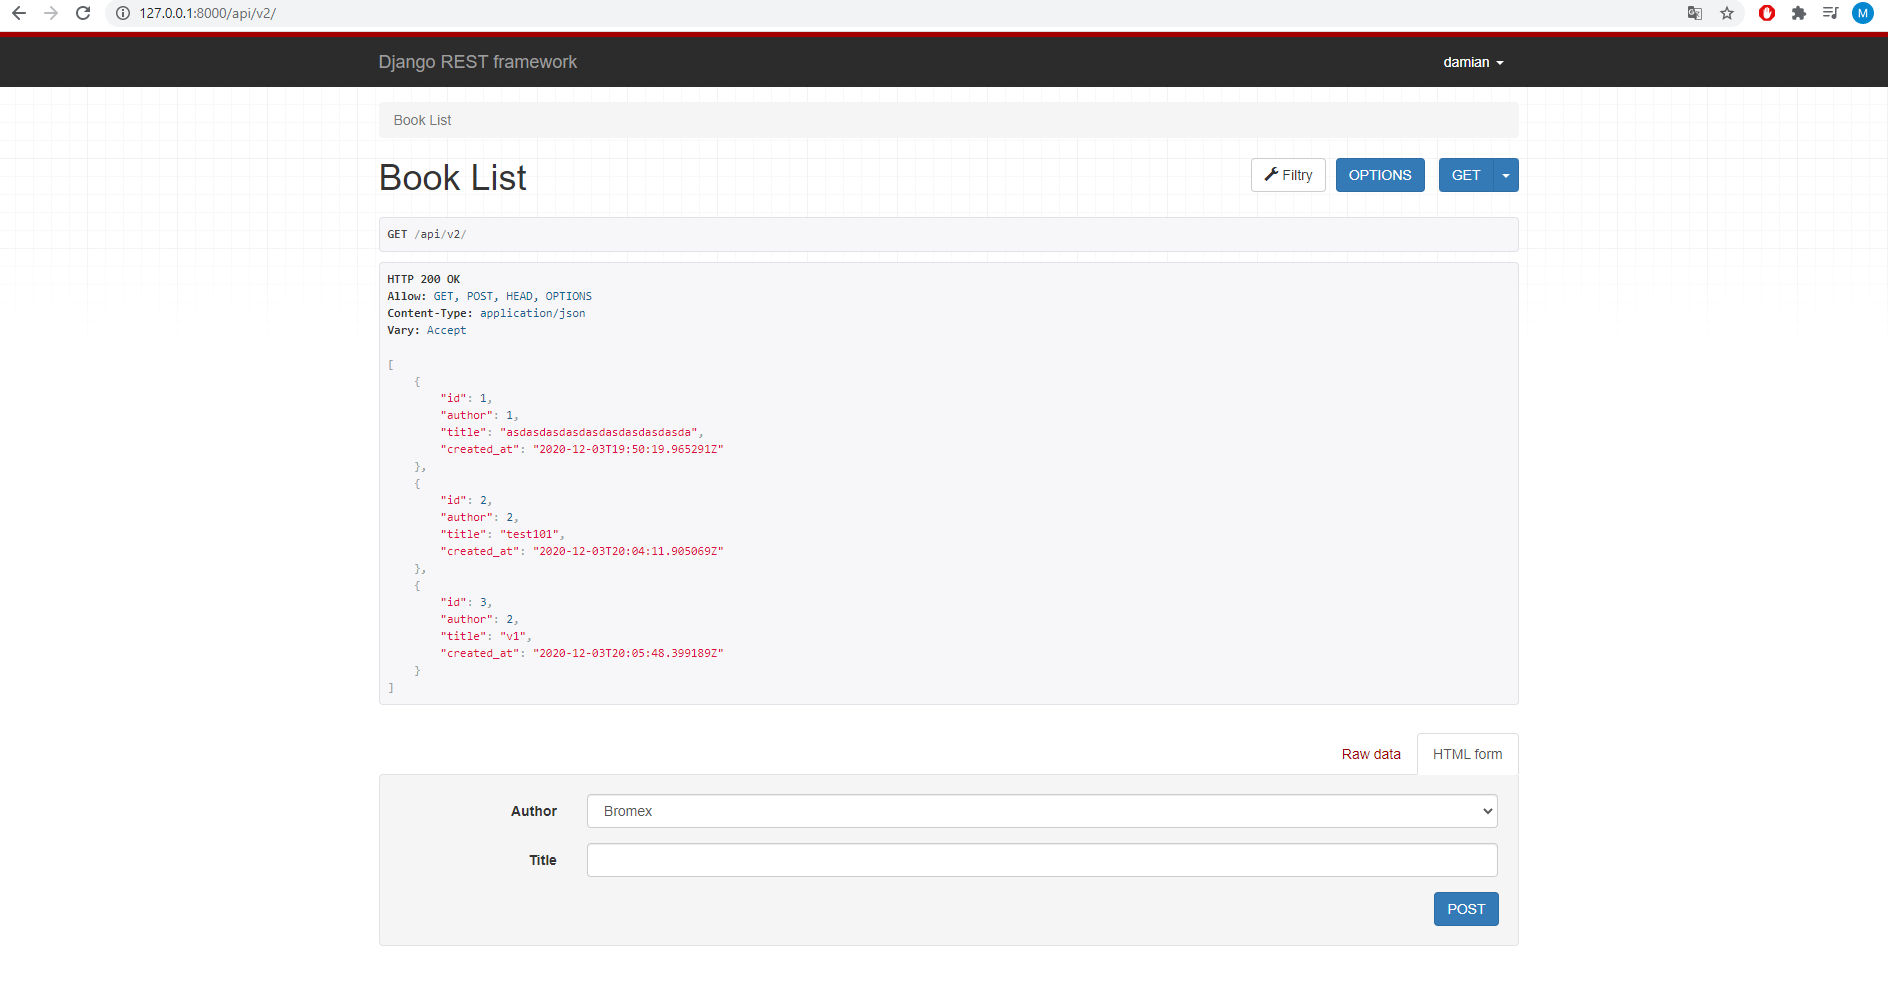 127.0.0.1:8000/api/v2/
M
Django REST framework
damian
Book List
Book List
Filtry
OPTIONS
GET
GET /api/v2/
HTTP 200 OK
Allow: GET, POST, HEAD, OPTIONS
Content-Type: application/json
Vary: Accept
[
    {
        "id": 1,
        "author": 1,
        "title": "asdasdasdasdasdasdasdasdasda",
        "created_at": "2020-12-03T19:50:19.965291Z"
    },
    {
        "id": 2,
        "author": 2,
        "title": "test101",
        "created_at": "2020-12-03T20:04:11.905069Z"
    },
    {
        "id": 3,
        "author": 2,
        "title": "v1",
        "created_at": "2020-12-03T20:05:48.399189Z"
    }
]
Raw data
HTML form
Author
Bromex
Title
POST